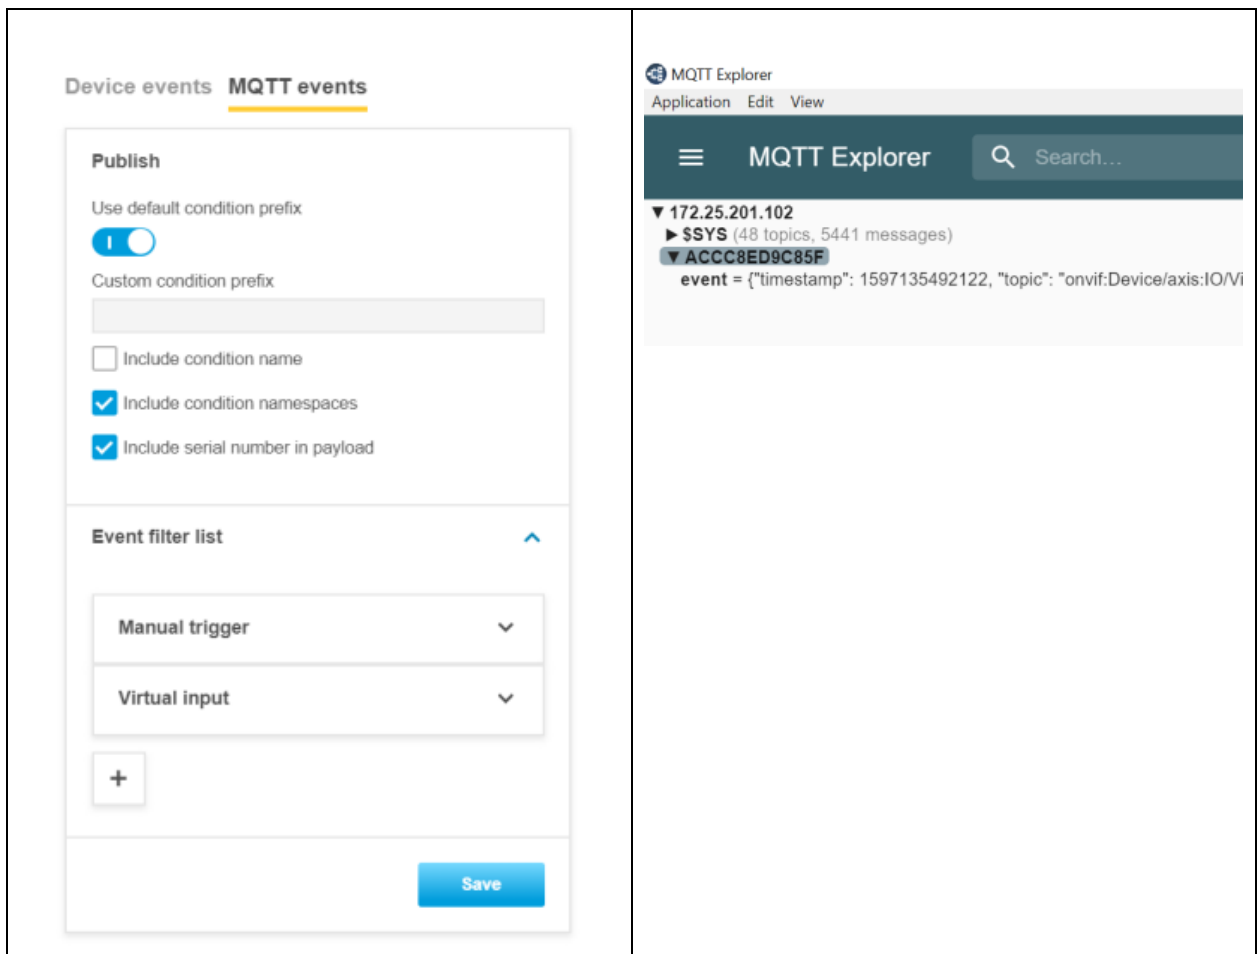 Device events MQTT events
Publish
Use default condition prefix
Custom condition prefix
Include condition name
Include condition namespaces
Include serial number in payload
Event filter list
Manual trigger
Virtual input
+
Save
MQTT Explorer
Application Edit View
MQTT Explorer
Search...
172.25.201.102
$SYS (48 topics, 5441 messages)
ACCC8ED9C85F
event = {"timestamp": 1597135492122, "topic": "onvif:Device/axis:IO/Vi